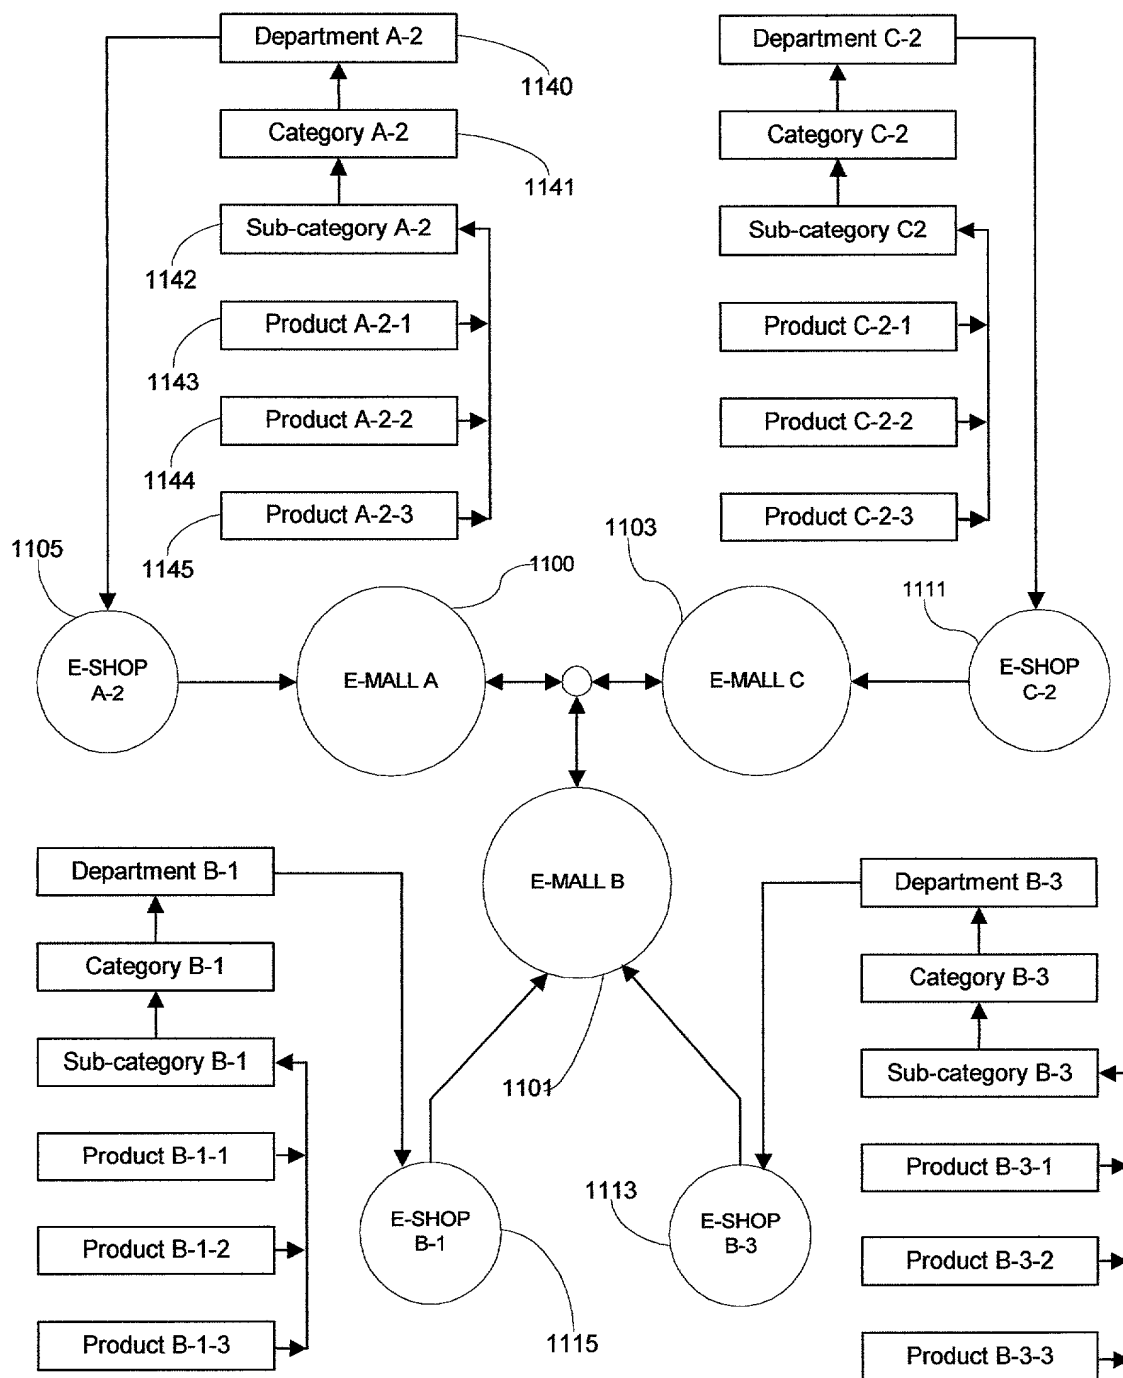 Department A-2
1140
Category A-2
1141
Sub-category A-2
1142
Product A-2-1
1143
Product A-2-2
1144
Product A-2-3
1145
Department C-2
Category C-2
Sub-category C2
Product C-2-1
Product C-2-2
Product C-2-3
1105
1100
1103
1111
E-SHOP
A-2
E-MALL A
E-MALL C
E-SHOP
C-2
E-MALL B
1101
Department B-1
Category B-1
Sub-category B-1
Product B-1-1
Product B-1-2
Product B-1-3
E-SHOP
B-1
1115
1113
E-SHOP
B-3
Department B-3
Category B-3
Sub-category B-3
Product B-3-1
Product B-3-2
Product B-3-3